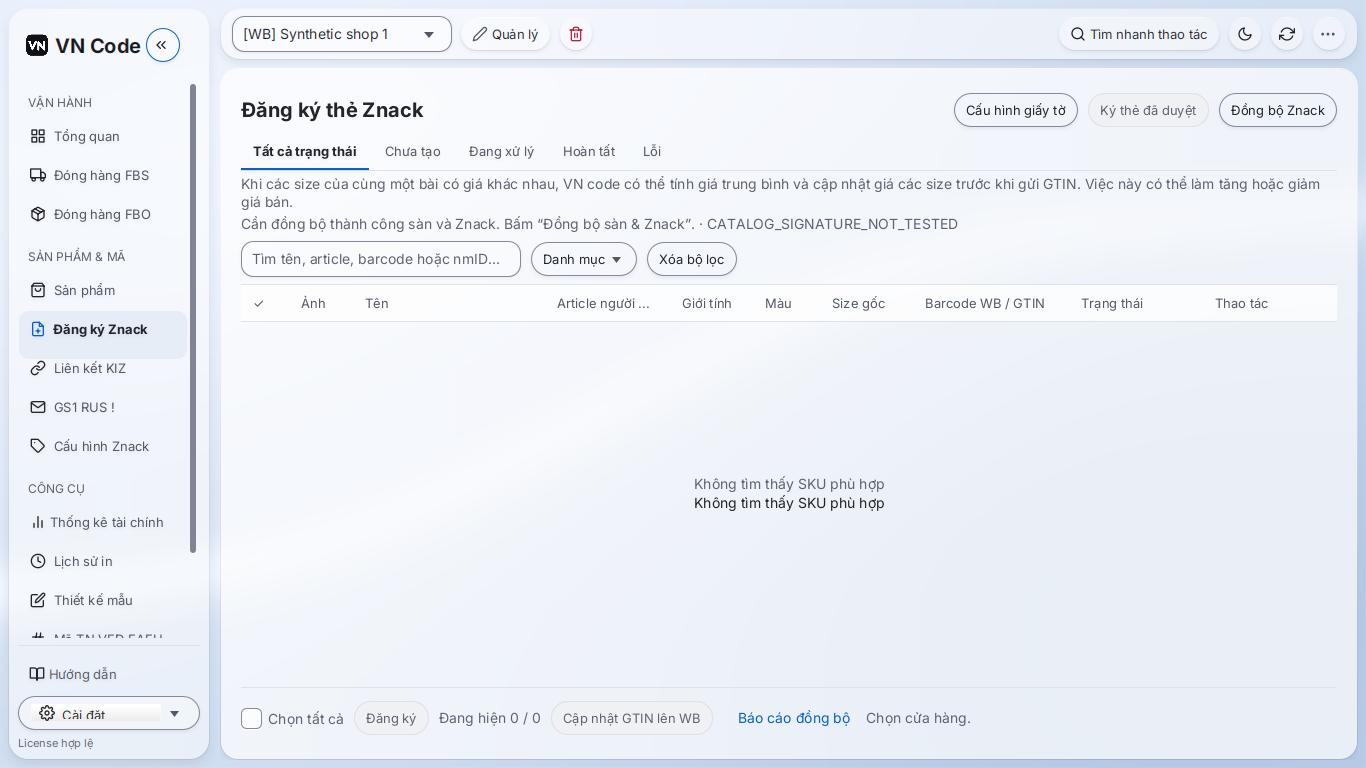 VN Code
VẬN HÀNH
Tổng quan
Đóng hàng FBS
Đóng hàng FBO
SẢN PHẨM & MÃ
Sản phẩm
Đăng ký Znack
Liên kết KIZ
GS1 RUS !
Cấu hình Znack
CÔNG CỤ
Thống kê tài chính
Lịch sử in
Thiết kế mẫu
Mã TN VED EAEU
Hướng dẫn
Cài đặt
License hợp lệ
[WB] Synthetic shop 1
Quản lý
Tìm nhanh thao tác
Đăng ký thẻ Znack
Cấu hình giấy tờ
Ký thẻ đã duyệt
Đồng bộ Znack
Tất cả trạng thái
Chưa tạo
Đang xử lý
Hoàn tất
Lỗi
Khi các size của cùng một bài có giá khác nhau, VN code có thể tính giá trung bình và cập nhật giá các size trước khi gửi GTIN. Việc này có thể làm tăng hoặc giảm
giá bán.
Cần đồng bộ thành công sàn và Znack. Bấm “Đồng bộ sàn & Znack”. · CATALOG_SIGNATURE_NOT_TESTED
Tìm tên, article, barcode hoặc nmID...
Danh mục
Xóa bộ lọc
Ảnh
Tên
Article người ...
Giới tính
Màu
Size gốc
Barcode WB / GTIN
Trạng thái
Thao tác
Không tìm thấy SKU phù hợp
Không tìm thấy SKU phù hợp
Chọn tất cả
Đăng ký
Đang hiện 0 / 0
Cập nhật GTIN lên WB
Báo cáo đồng bộ
Chọn cửa hàng.